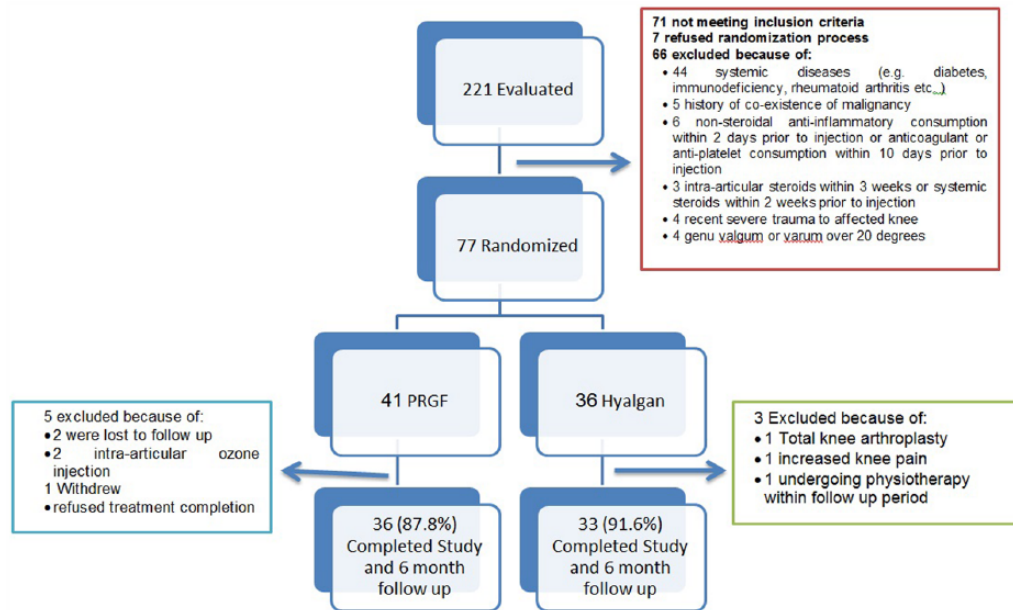 71 not meeting inclusion criteria
7 refused randomization process
66 excluded because of:
• 44 systemic diseases (e.g. diabetes,
immunodeficiency, rheumatoid arthritis etc..)
• 5 history of co-existence of malignancy
• 6 non-steroidal anti-inflammatory consumption
within 2 days prior to injection or anticoagulant or
anti-platelet consumption within 10 days prior to
injection
• 3 intra-articular steroids within 3 weeks or systemic
steroids within 2 weeks prior to injection
• 4 recent severe trauma to affected knee
• 4 genu valgum or varum over 20 degrees
221 Evaluated
77 Randomized
41 PRGF
36 Hyalgan
5 excluded because of:
• 2 were lost to follow up
• 2 intra-articular ozone
injection
1 Withdrew
• refused treatment completion
3 Excluded because of:
• 1 Total knee arthroplasty
• 1 increased knee pain
• 1 undergoing physiotherapy
within follow up period
36 (87.8%)
Completed Study
and 6 month
follow up
33 (91.6%)
Completed Study
and 6 month
follow up